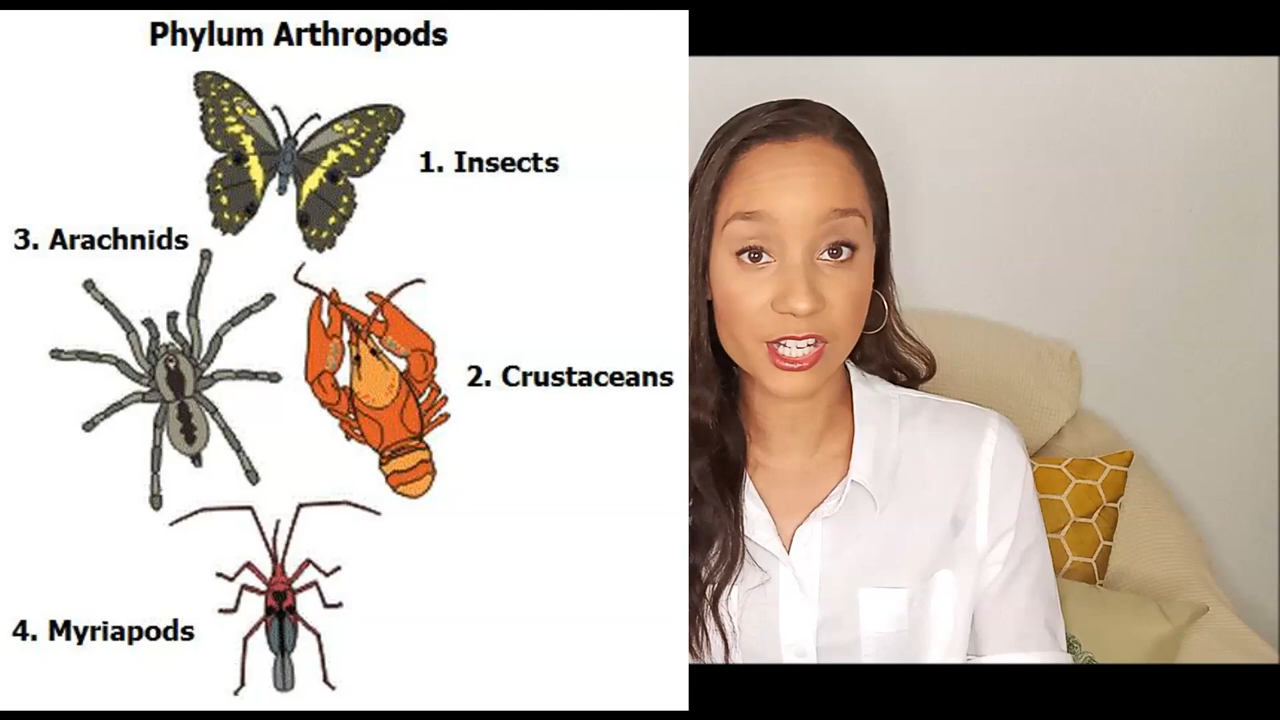 Phylum Arthropods
1. Insects
3. Arachnids
2. Crustaceans
4. Myriapods